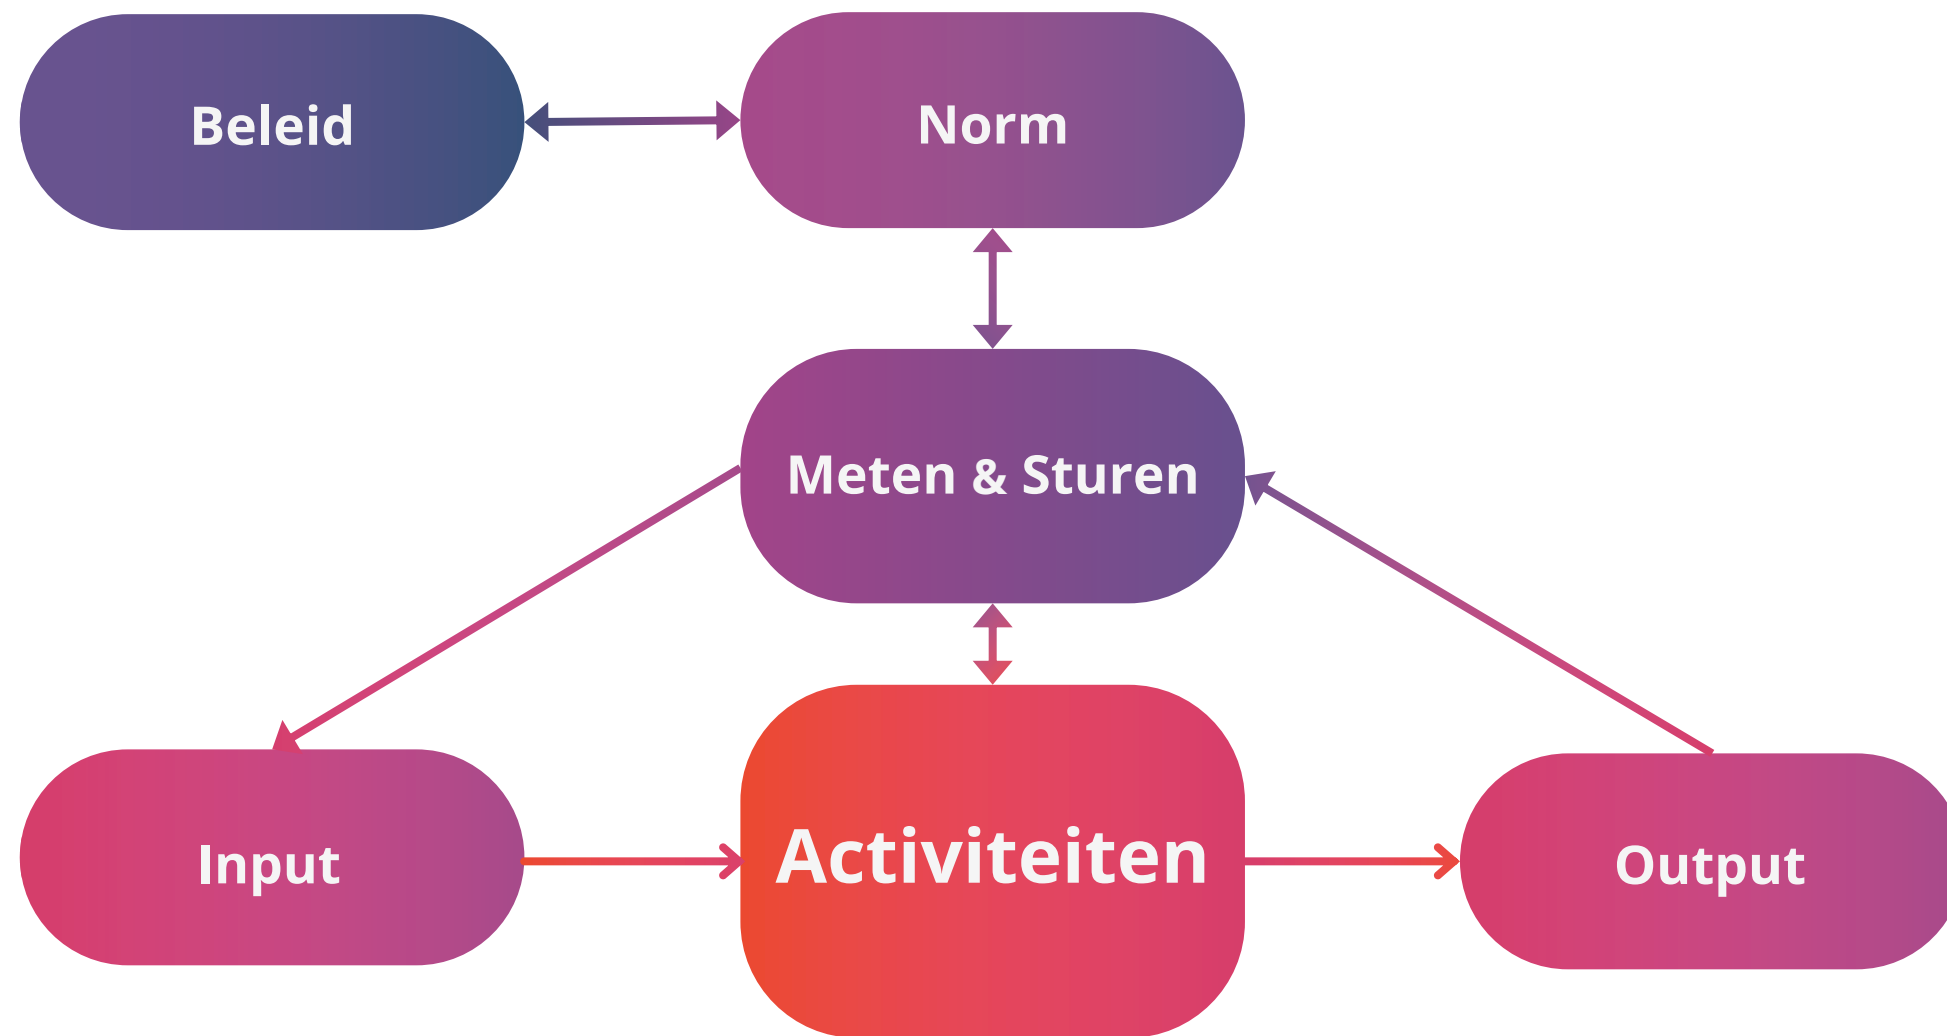 Beleid
Norm
Meten & Sturen
Input
Activiteiten
Output